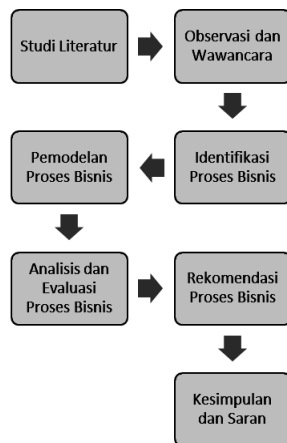 Studi Literatur
Observasi dan
Wawancara
Identifikasi
Proses Bisnis
Pemodelan
Proses Bisnis
Analisis dan
Evaluasi
Proses Bisnis
Rekomendasi
Proses Bisnis
Kesimpulan
dan Saran